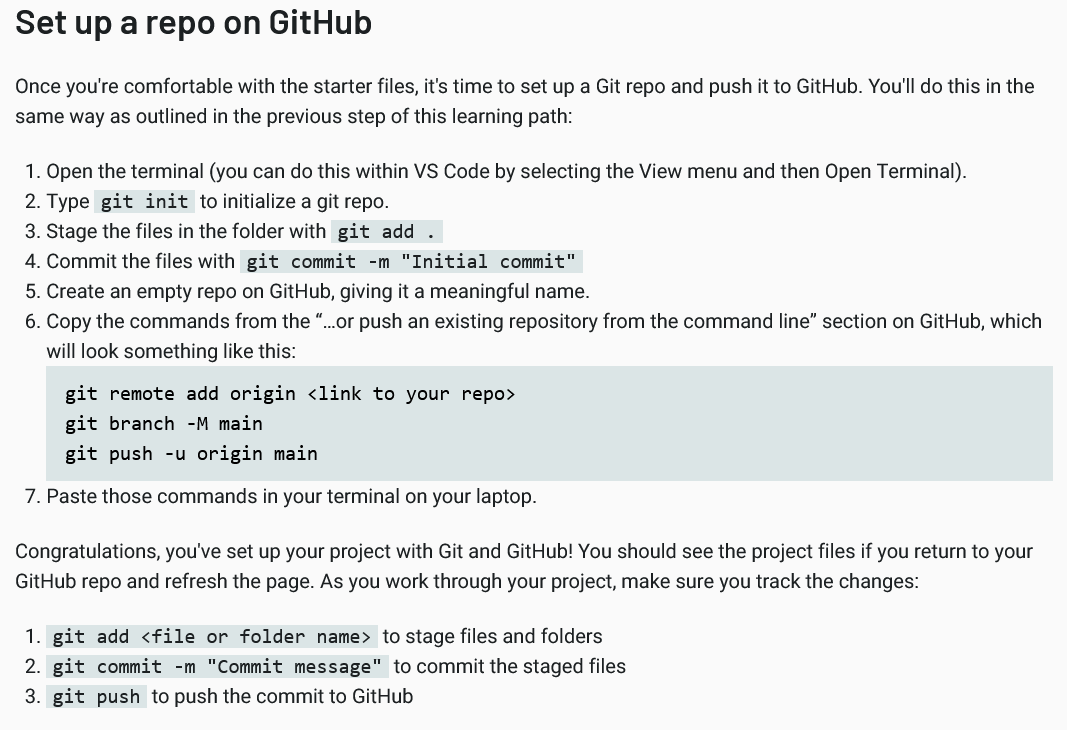 Set up a repo on GitHub
Once you're comfortable with the starter files, it's time to set up a Git repo and push it to GitHub. You'll do this in the
same way as outlined in the previous step of this learning path:
1. Open the terminal (you can do this within VS Code by selecting the View menu and then Open Terminal).
2. Type git init to initialize a git repo.
3. Stage the files in the folder with git add .
4. Commit the files with git commit -m "Initial commit"
5. Create an empty repo on GitHub, giving it a meaningful name.
6. Copy the commands from the “…or push an existing repository from the command line” section on GitHub, which
will look something like this:
git remote add origin <link to your repo>
git branch -M main
git push -u origin main
7. Paste those commands in your terminal on your laptop.
Congratulations, you've set up your project with Git and GitHub! You should see the project files if you return to your
GitHub repo and refresh the page. As you work through your project, make sure you track the changes:
1. git add <file or folder name> to stage files and folders
2. git commit -m "Commit message" to commit the staged files
3. git push to push the commit to GitHub